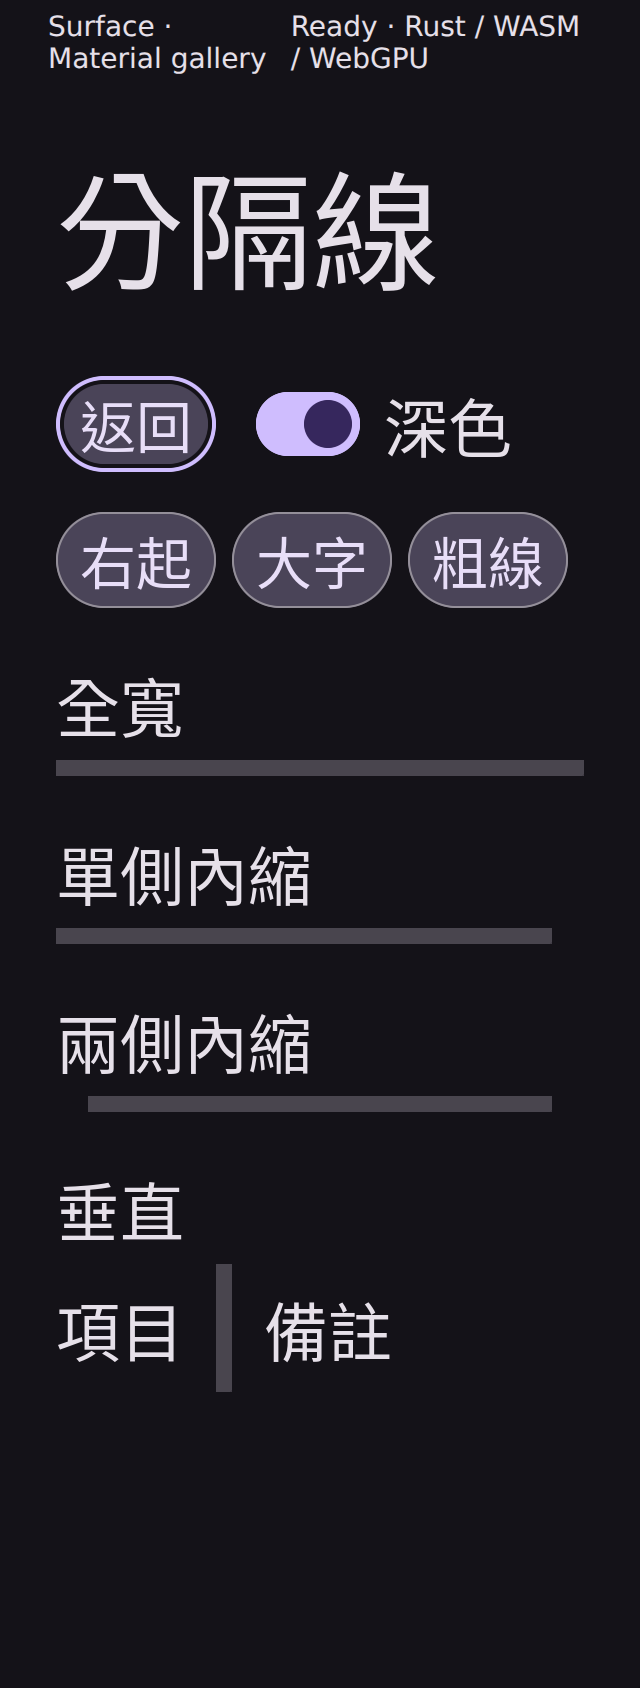 Surface ·
Material gallery
Ready · Rust / WASM
/ WebGPU
分隔線
返回
深色
右起
大字
粗線
全寬
單側內縮
兩側內縮
垂直
項目
備註